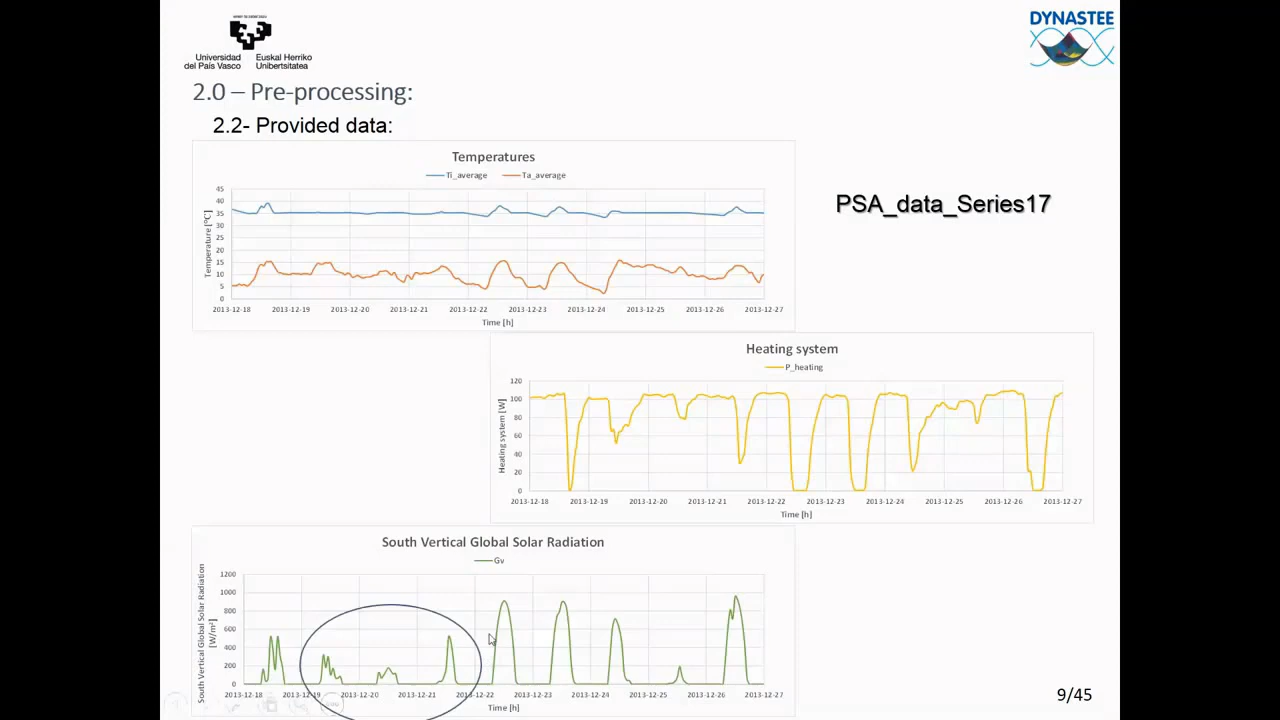 Universidad
del País Vasco
Euskal Herriko
Unibertsitatea
DYNASTEE
2.0 – Pre-processing:
2.2- Provided data:
Temperatures
Ti_average
Ta_average
Temperature [ºC]
45
40
35
30
25
20
15
10
5
0
2013-12-18 2013-12-19 2013-12-20 2013-12-21 2013-12-22 2013-12-23 2013-12-24 2013-12-25 2013-12-26 2013-12-27
Time [h]
PSA_data_Series17
Heating system
P_heating
Heating system [W]
120
100
80
60
40
20
0
2013-12-18 2013-12-19 2013-12-20 2013-12-21 2013-12-22 2013-12-23 2013-12-24 2013-12-25 2013-12-26 2013-12-27
Time [h]
South Vertical Global Solar Radiation
Gv
South Vertical Global Solar Radiation
[W/m²]
1200
1000
800
600
400
200
0
2013-12-18 2013-12-19 2013-12-20 2013-12-21 2013-12-22 2013-12-23 2013-12-24 2013-12-25 2013-12-26 2013-12-27
Time [h]
9/45